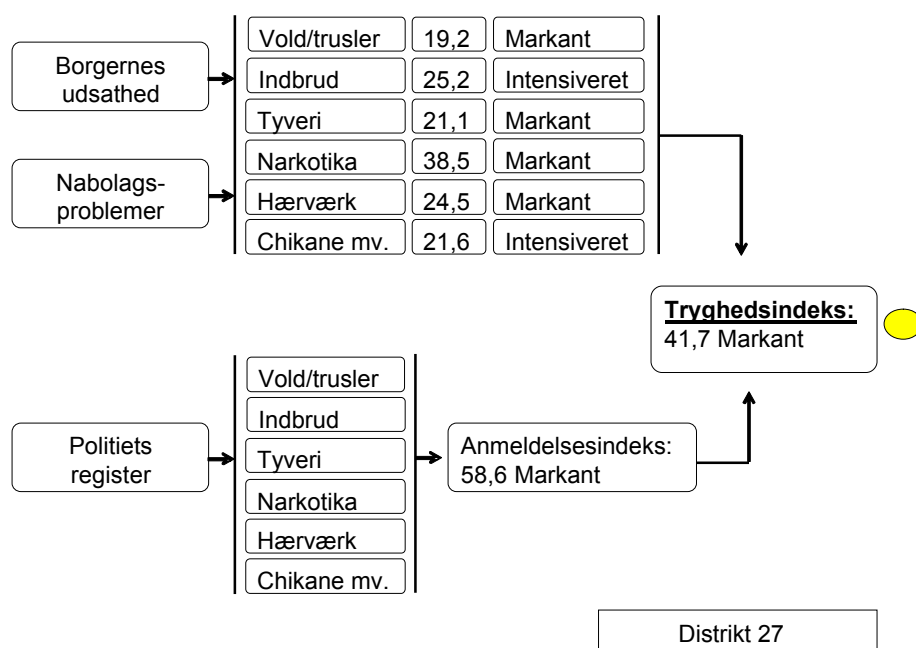 Borgernes
udsathed
Nabolags-
problemer
Vold/trusler 19,2 Markant
Indbrud 25,2 Intensiveret
Tyveri 21,1 Markant
Narkotika 38,5 Markant
Hærværk 24,5 Markant
Chikane mv. 21,6 Intensiveret
Tryghedsindeks:
41,7 Markant
Politiets
register
Vold/trusler
Indbrud
Tyveri
Narkotika
Hærværk
Chikane mv.
Anmeldelsesindeks:
58,6 Markant
Distrikt 27